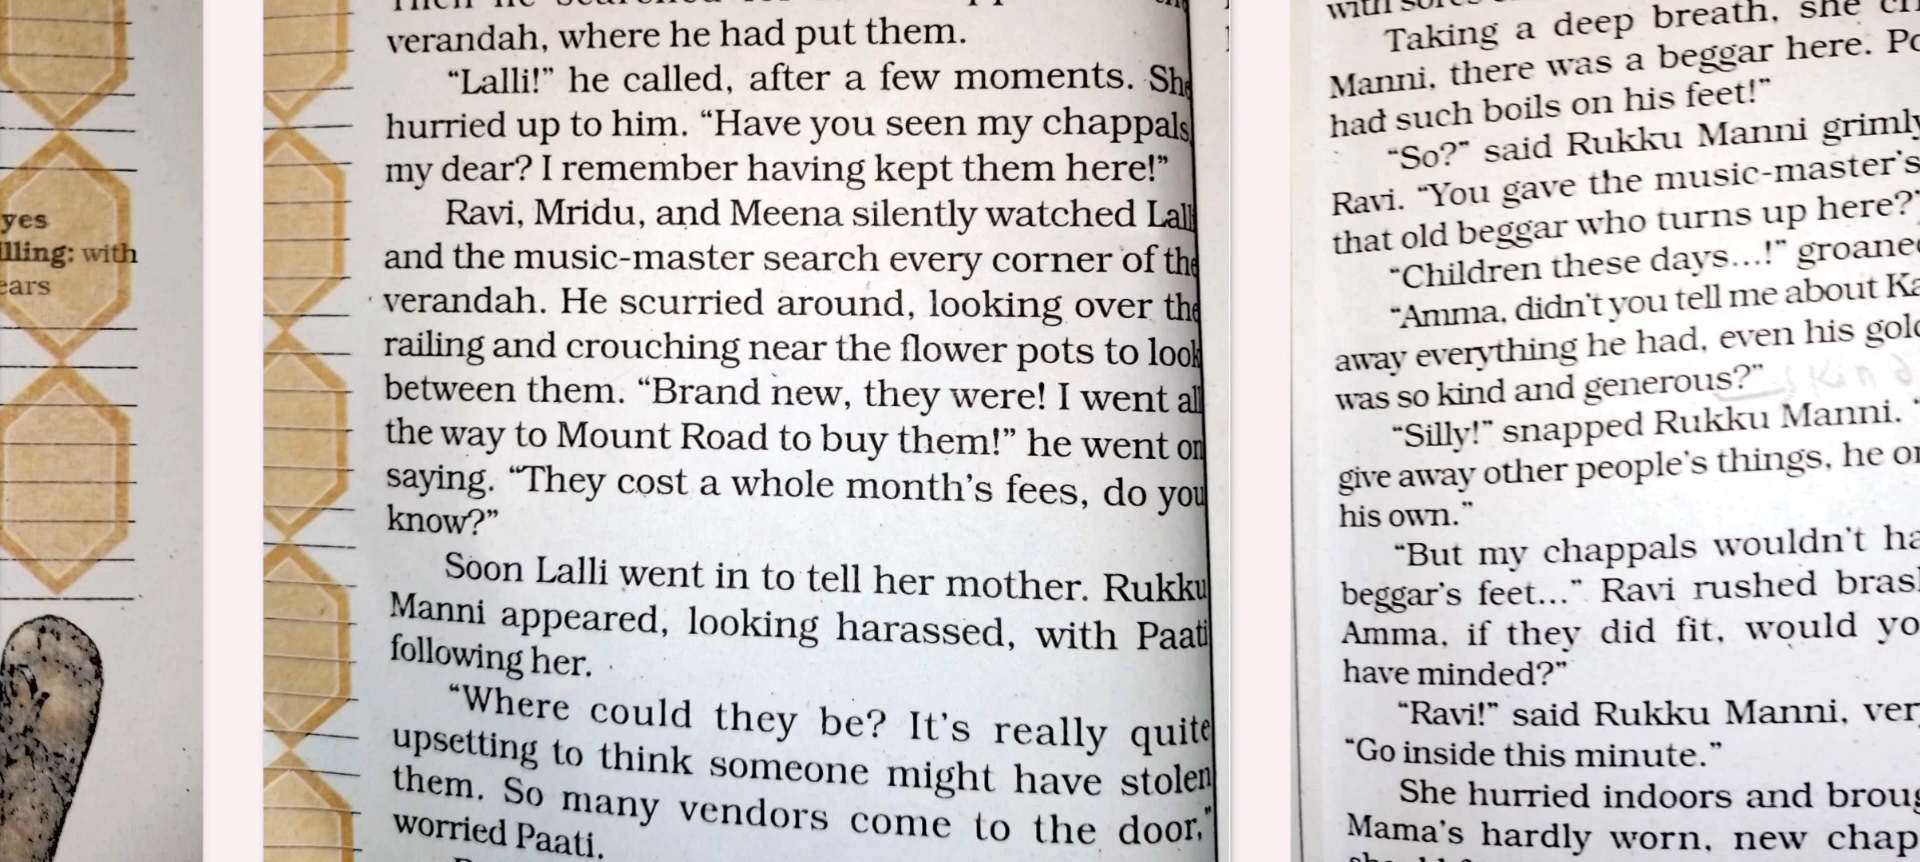 yes
lling: with
ears
verandah, where he had put them.
“Lalli!” he called, after a few moments. She
hurried up to him. “Have you seen my chappals,
my dear? I remember having kept them here!”
Ravi, Mridu, and Meena silently watched Lalli
and the music-master search every corner of the
verandah. He scurried around, looking over the
railing and crouching near the flower pots to look
between them. “Brand new, they were! I went all
the way to Mount Road to buy them!” he went on
saying. “They cost a whole month’s fees, do you
know?”
Soon Lalli went in to tell her mother. Rukku
Manni appeared, looking harassed, with Paati
following her.
“Where could they be? It’s really quite
upsetting to think someone might have stolen
them. So many vendors come to the door,”
worried Paati.
Taking a deep breath, she
Manni, there was a beggar here.
had such boils on his feet!”
“So?” said Rukku Manni grimly
Ravi. “You gave the music-master’s
that old beggar who turns up here?”
“Children these days...!” groaned
“Amma, didn’t you tell me about
away everything he had, even his gold
was so kind and generous?”
“Silly!” snapped Rukku Manni.
give away other people’s things, he
his own.”
“But my chappals wouldn’t
beggar’s feet...” Ravi rushed
Amma, if they did fit, would
have minded?”
“Ravi!” said Rukku Manni,
“Go inside this minute.”
She hurried indoors and
Mama’s hardly worn, new